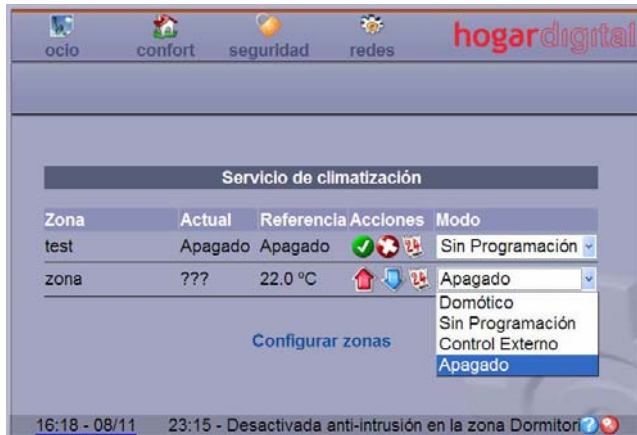 ocio confort seguridad redes hogardigital
Servicio de climatización
Zona Actual Referencia Acciones Modo
test Apagado Apagado Sin Programación
zona ??? 22.0 ºC Apagado
Domótico
Sin Programación
Configurar zonas Control Externo
Apagado
16:18 - 08/11 23:15 - Desactivada anti-intrusión en la zona Dormitori